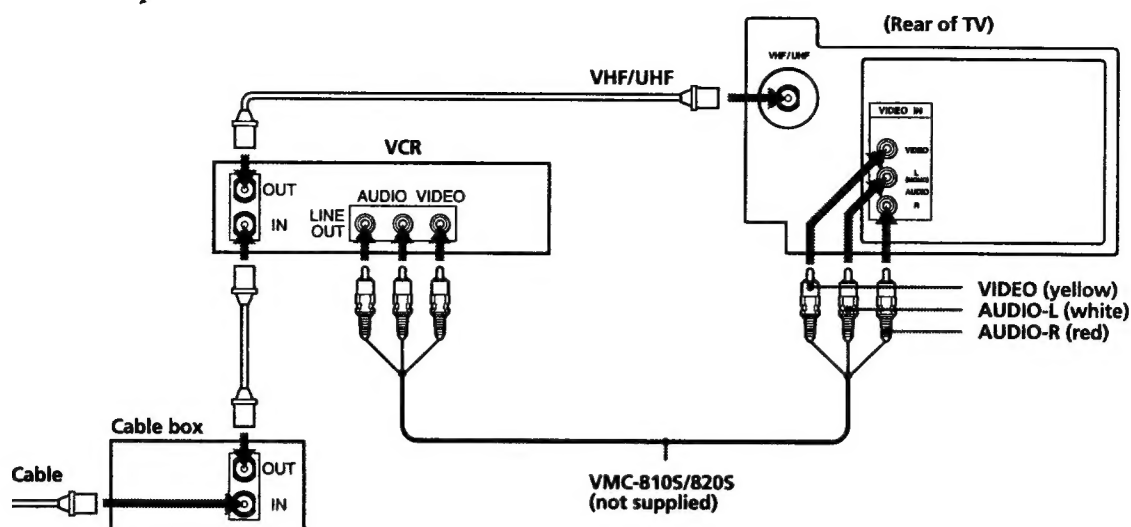 (Rear of TV)
VHF/UHF
VHF/UHF
VIDEO IN
VIDEO
L
(MONO)
AUDIO
R
VCR
OUT
IN
AUDIO VIDEO
LINE
OUT
VIDEO (yellow)
AUDIO-L (white)
AUDIO-R (red)
Cable box
OUT
IN
Cable
VMC-810S/820S
(not supplied)